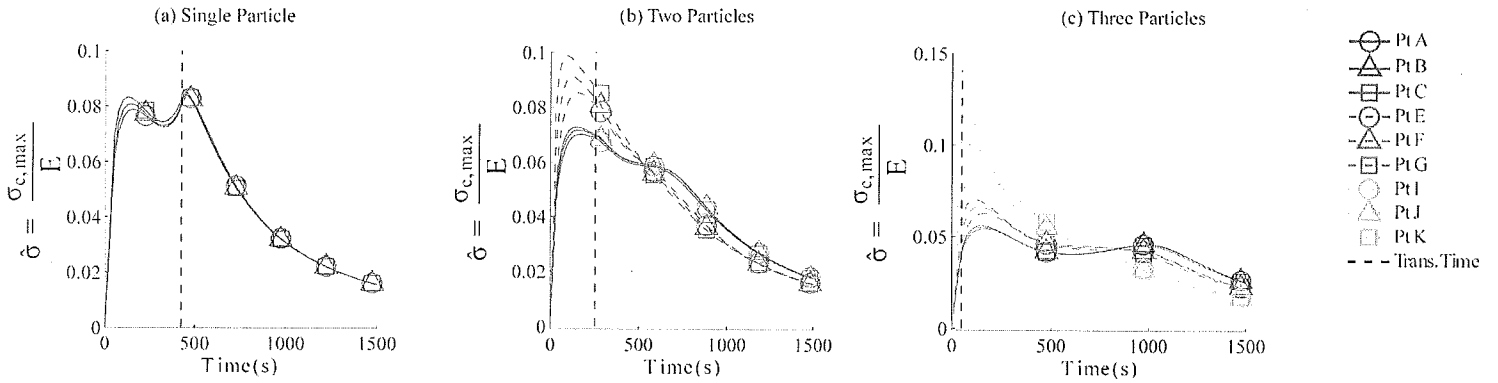 (a) Single Particle
(b) Two Particles
(c) Three Particles
σ̂ = σc,max / E
0.1
0.08
0.06
0.04
0.02
0
0
500
1000
1500
Time(s)
σ̂ = σc,max / E
0.1
0.08
0.06
0.04
0.02
0
0
500
1000
1500
Time(s)
σ̂ = σc,max / E
0.15
0.1
0.05
0
0
500
1000
1500
Time(s)
Pt A
Pt B
Pt C
Pt E
Pt F
Pt G
Pt I
Pt J
Pt K
Trans. Time